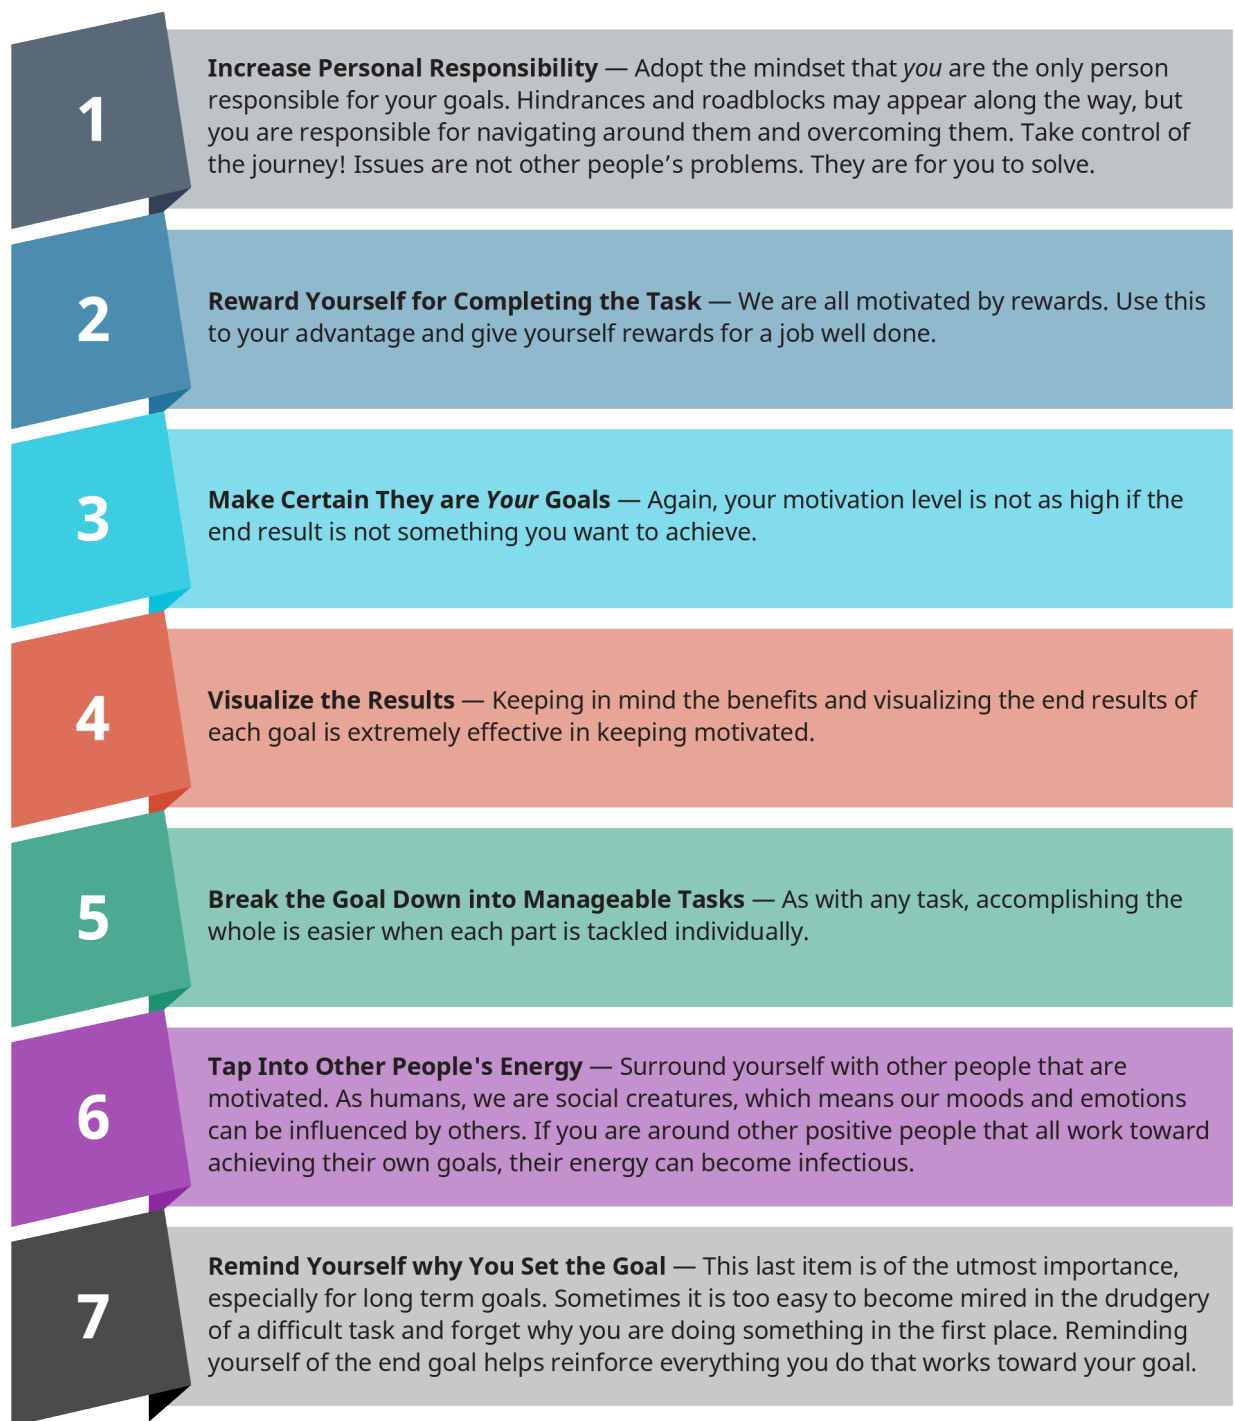 1
Increase Personal Responsibility — Adopt the mindset that you are the only person
responsible for your goals. Hindrances and roadblocks may appear along the way, but
you are responsible for navigating around them and overcoming them. Take control of
the journey! Issues are not other people’s problems. They are for you to solve.
2
Reward Yourself for Completing the Task — We are all motivated by rewards. Use this
to your advantage and give yourself rewards for a job well done.
3
Make Certain They are Your Goals — Again, your motivation level is not as high if the
end result is not something you want to achieve.
4
Visualize the Results — Keeping in mind the benefits and visualizing the end results of
each goal is extremely effective in keeping motivated.
5
Break the Goal Down into Manageable Tasks — As with any task, accomplishing the
whole is easier when each part is tackled individually.
6
Tap Into Other People's Energy — Surround yourself with other people that are
motivated. As humans, we are social creatures, which means our moods and emotions
can be influenced by others. If you are around other positive people that all work toward
achieving their own goals, their energy can become infectious.
7
Remind Yourself why You Set the Goal — This last item is of the utmost importance,
especially for long term goals. Sometimes it is too easy to become mired in the drudgery
of a difficult task and forget why you are doing something in the first place. Reminding
yourself of the end goal helps reinforce everything you do that works toward your goal.